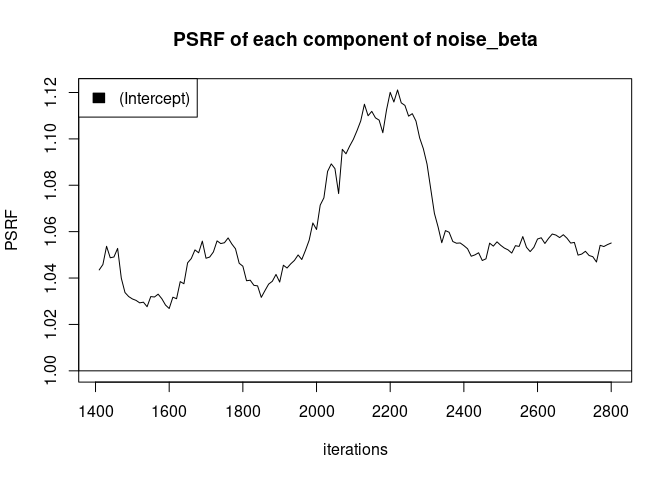 PSRF of each component of noise_beta
(Intercept)
1.12
1.10
1.08
1.06
1.04
1.02
1.00
PSRF
1400 1600 1800 2000 2200 2400 2600 2800
iterations